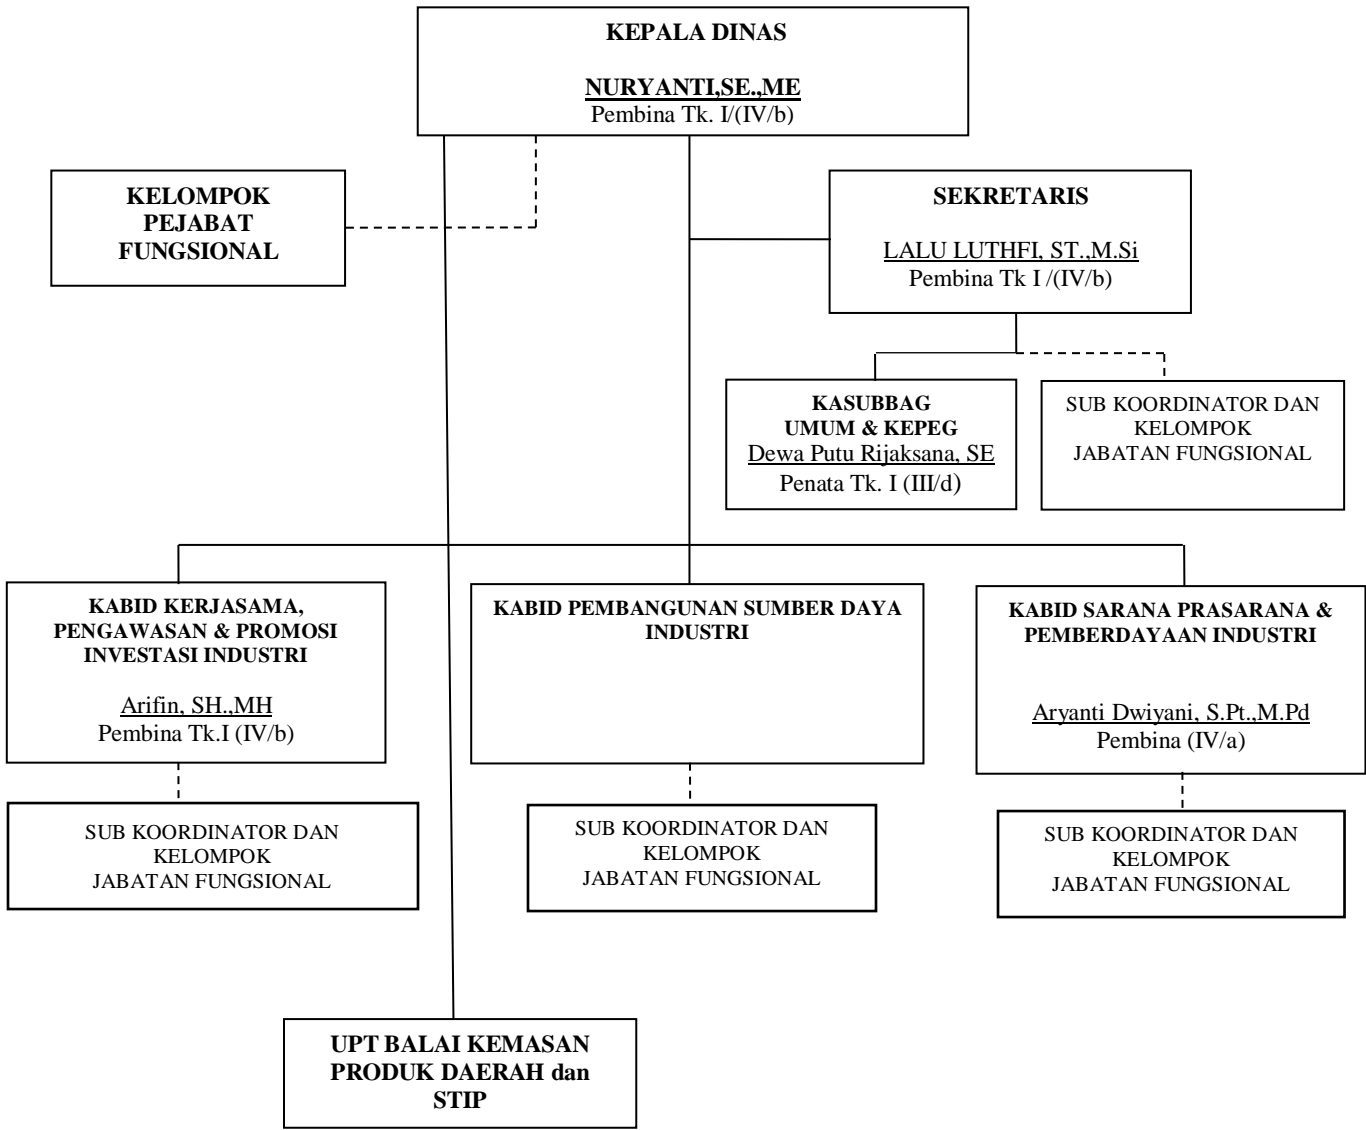 KEPALA DINAS
NURYANTI,SE.,ME
Pembina Tk. I/(IV/b)
KELOMPOK
PEJABAT
FUNGSIONAL
SEKRETARIS
LALU LUTHFI, ST.,M.Si
Pembina Tk I /(IV/b)
KASUBBAG
UMUM & KEPEG
Dewa Putu Rijaksana, SE
Penata Tk. I (III/d)
SUB KOORDINATOR DAN
KELOMPOK
JABATAN FUNGSIONAL
KABID KERJASAMA,
PENGAWASAN & PROMOSI
INVESTASI INDUSTRI
Arifin, SH.,MH
Pembina Tk.I (IV/b)
KABID PEMBANGUNAN SUMBER DAYA
INDUSTRI
KABID SARANA PRASARANA &
PEMBERDAYAAN INDUSTRI
Aryanti Dwiyani, S.Pt.,M.Pd
Pembina (IV/a)
SUB KOORDINATOR DAN
KELOMPOK
JABATAN FUNGSIONAL
SUB KOORDINATOR DAN
KELOMPOK
JABATAN FUNGSIONAL
SUB KOORDINATOR DAN
KELOMPOK
JABATAN FUNGSIONAL
UPT BALAI KEMASAN
PRODUK DAERAH dan
STIP